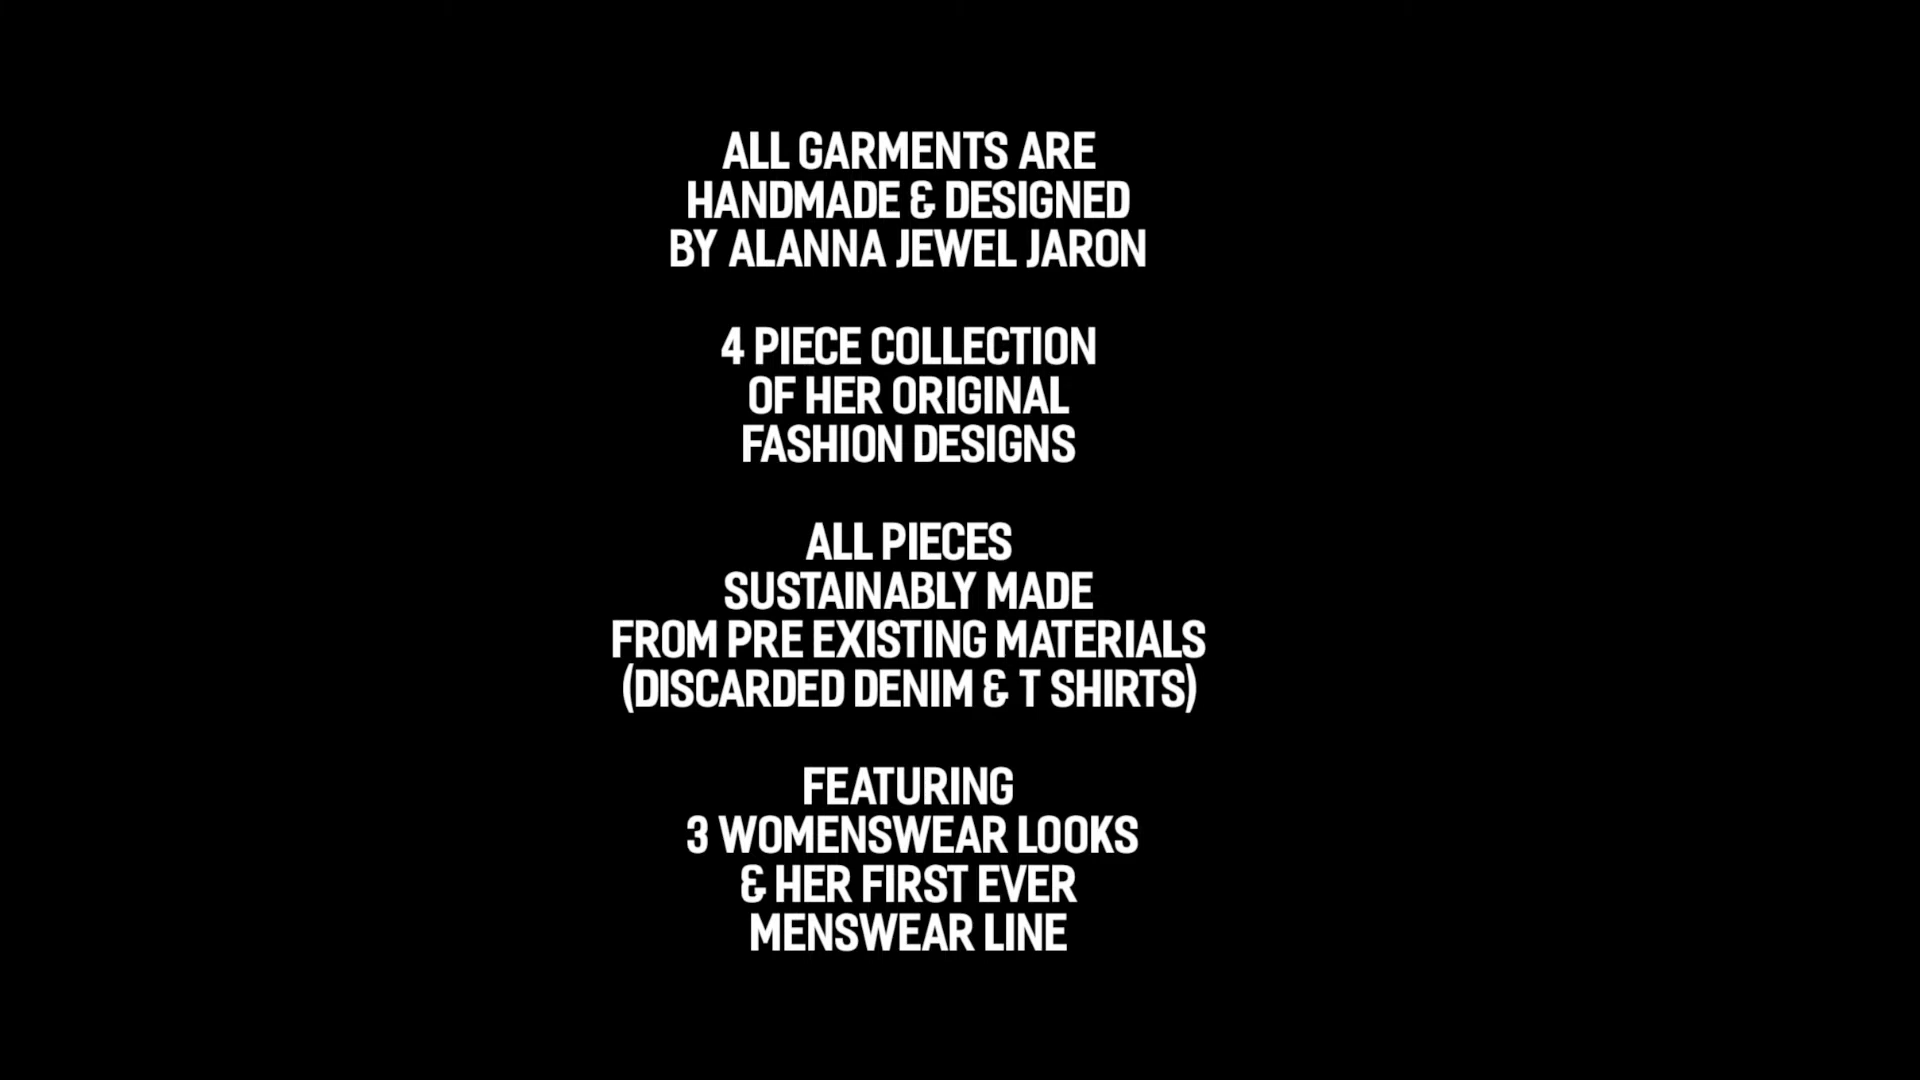 ALL GARMENTS ARE
HANDMADE & DESIGNED
BY ALANNA JEWEL JARON
4 PIECE COLLECTION
OF HER ORIGINAL
FASHION DESIGNS
ALL PIECES
SUSTAINABLY MADE
FROM PRE EXISTING MATERIALS
(DISCARDED DENIM & T SHIRTS)
FEATURING
3 WOMENSWEAR LOOKS
& HER FIRST EVER
MENSWEAR LINE